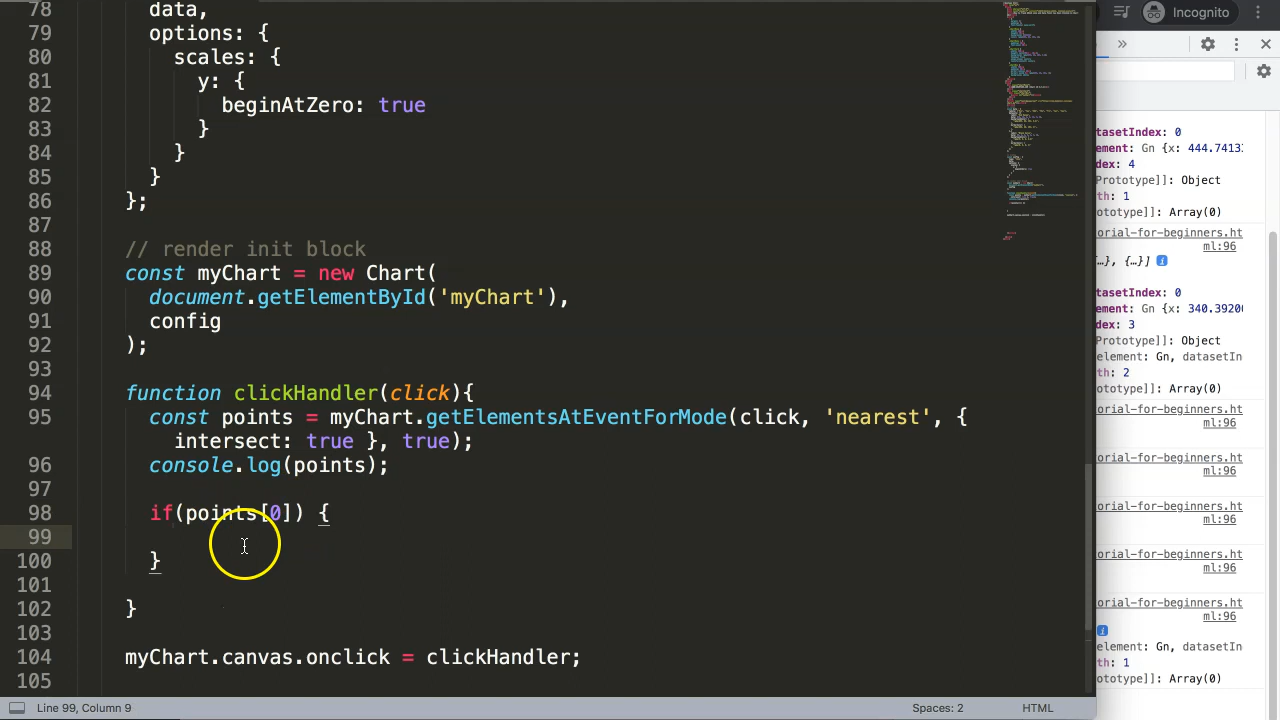 78 data,
79 options: {
80 scales: {
81 y: {
82 beginAtZero: true
83 }
84 }
85 }
86 };
87
88 // render init block
89 const myChart = new Chart(
90 document.getElementById('myChart'),
91 config
92 );
93
94 function clickHandler(click){
95 const points = myChart.getElementsAtEventForMode(click, 'nearest', {
intersect: true }, true);
96 console.log(points);
97
98 if(points[0]) {
99
100 }
101
102 }
103
104 myChart.canvas.onclick = clickHandler;
105
Line 99, Column 9
Spaces: 2
HTML
Incognito
»
tasetIndex: 0
ement: Gn {x: 444.7413
dex: 4
Prototype]]: Object
th: 1
ototype]]: Array(0)
orial-for-beginners.ht
ml:96
…}, {…}] i
tasetIndex: 0
ement: Gn {x: 340.3920
dex: 3
Prototype]]: Object
element: Gn, datasetIn
th: 2
ototype]]: Array(0)
orial-for-beginners.ht
ml:96
orial-for-beginners.ht
ml:96
orial-for-beginners.ht
ml:96
orial-for-beginners.ht
ml:96
orial-for-beginners.ht
ml:96
i
element: Gn, datasetIn
th: 1
ototype]]: Array(0)